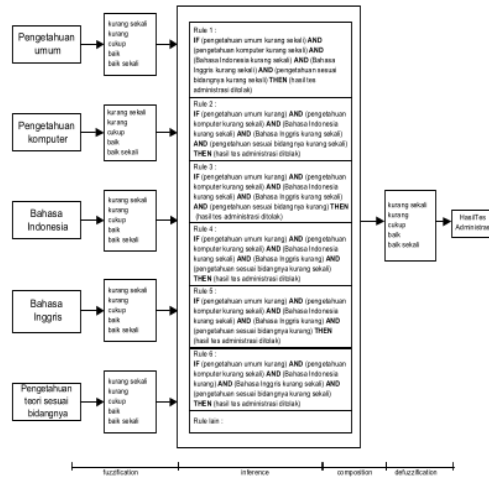 Pengetahuan
umum
kurang sekali
kurang
cukup
baik
baik sekali
Pengetahuan
komputer
kurang sekali
kurang
cukup
baik
baik sekali
Bahasa
Indonesia
kurang sekali
kurang
cukup
baik
baik sekali
Bahasa
Inggris
kurang sekali
kurang
cukup
baik
baik sekali
Pengetahuan
teori sesuai
bidangnya
kurang sekali
kurang
cukup
baik
baik sekali
Rule 1 :
IF (pengetahuan umum kurang sekali) AND
(pengetahuan komputer kurang sekali) AND
(Bahasa Indonesia kurang sekali) AND (Bahasa
Inggris kurang sekali) AND (pengetahuan sesuai
bidangnya kurang sekali) THEN (hasil tes
administrasi ditolak)
Rule 2 :
IF (pengetahuan umum kurang) AND (pengetahuan
komputer kurang sekali) AND (Bahasa Indonesia
kurang sekali) AND (Bahasa Inggris kurang sekali)
AND (pengetahuan sesuai bidangnya kurang sekali)
THEN (hasil tes administrasi ditolak)
Rule 3 :
IF (pengetahuan umum kurang) AND (pengetahuan
komputer kurang sekali) AND (Bahasa Indonesia
kurang sekali) AND (Bahasa Inggris kurang sekali)
AND (pengetahuan sesuai bidangnya kurang) THEN
(hasil tes administrasi ditolak)
Rule 4 :
IF (pengetahuan umum kurang) AND (pengetahuan
komputer kurang sekali) AND (Bahasa Indonesia
kurang sekali) AND (Bahasa Inggris kurang) AND
(pengetahuan sesuai bidangnya kurang sekali)
THEN (hasil tes administrasi ditolak)
Rule 5 :
IF (pengetahuan umum kurang) AND (pengetahuan
komputer kurang sekali) AND (Bahasa Indonesia
kurang sekali) AND (Bahasa Inggris kurang) AND
(pengetahuan sesuai bidangnya kurang) THEN
(hasil tes administrasi ditolak)
Rule 6 :
IF (pengetahuan umum kurang) AND (pengetahuan
komputer kurang sekali) AND (Bahasa Indonesia
kurang) AND (Bahasa Inggris kurang sekali) AND
(pengetahuan sesuai bidangnya kurang sekali)
THEN (hasil tes administrasi ditolak)
Rule lain :
kurang sekali
kurang
cukup
baik
baik sekali
Hasil Tes
Administrasi
fuzzification
inference
composition
defuzzification